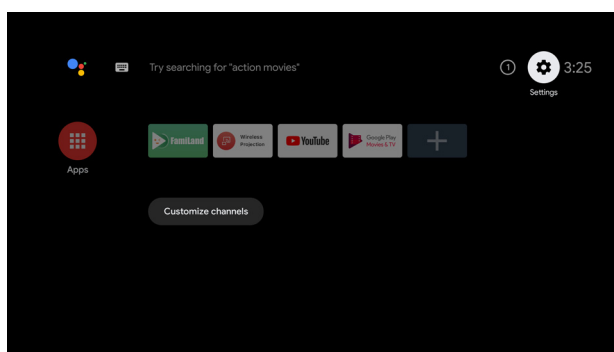 Try searching for "action movies"
1
3:25
Settings
FamiLand
Wireless
Projection
YouTube
Google Play
Movies & TV
Apps
Customize channels